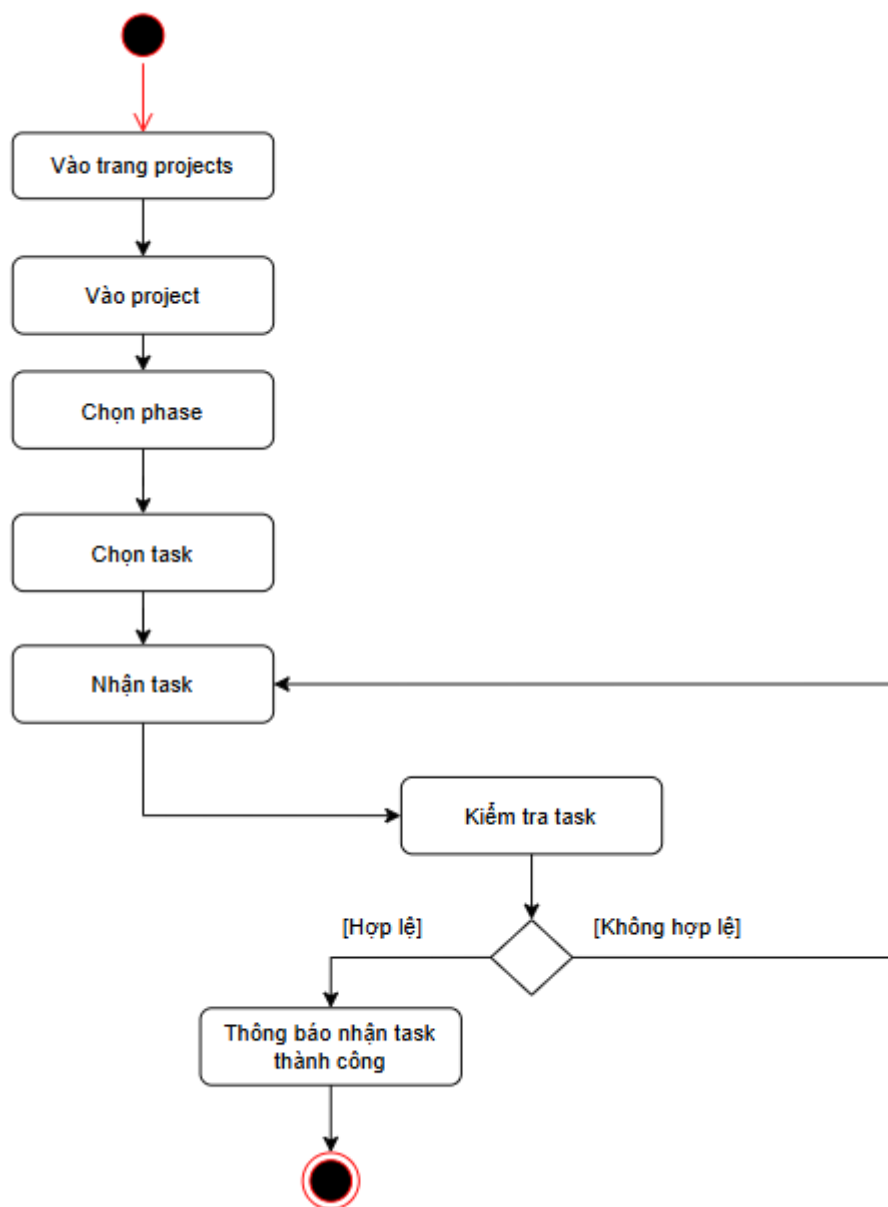 Vào trang projects
Vào project
Chọn phase
Chọn task
Nhận task
Kiểm tra task
[Hợp lệ]
[Không hợp lệ]
Thông báo nhận task
thành công